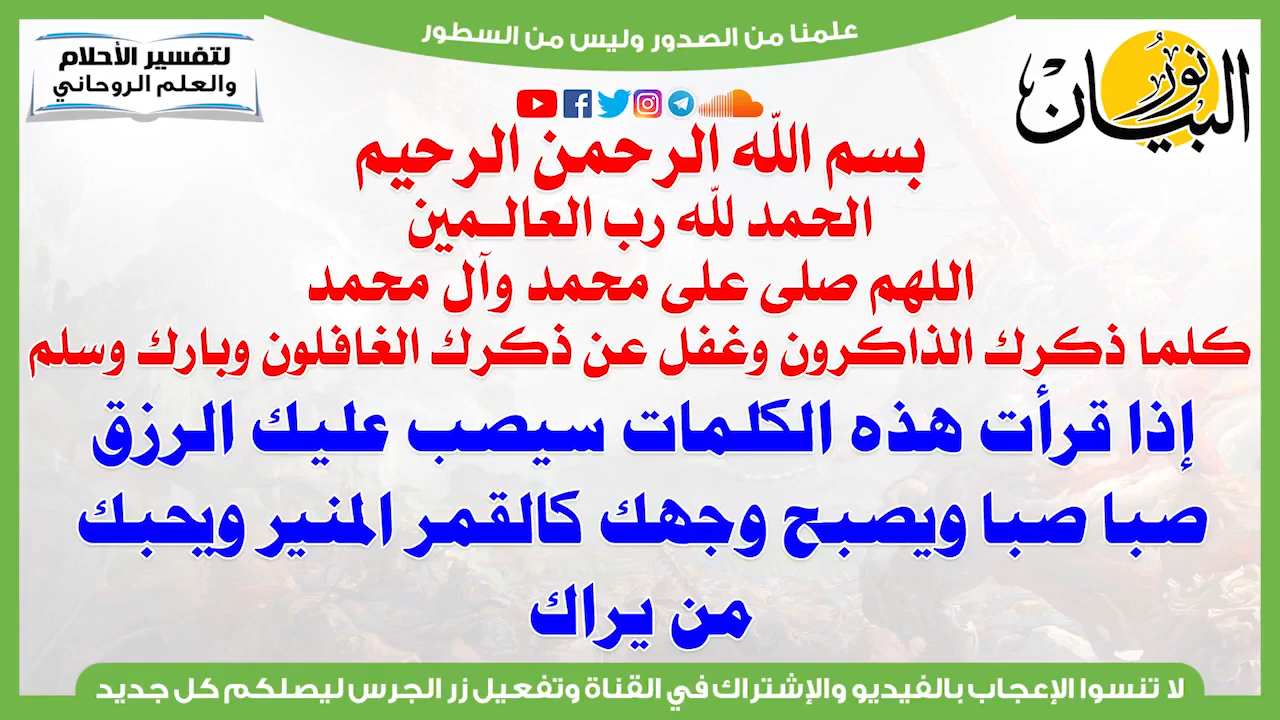 علمنا من الصدور وليس من السطور
نور
البيان
لتفسير الأحلام
والعلم الروحاني
بسم الله الرحمن الرحيم
الحمد لله رب العالـمين
اللهم صلى على محمد وآل محمد
كلما ذكرك الذاكرون وغفل عن ذكرك الغافلون وبارك وسلم
إذا قرأت هذه الكلمات سيصب عليك الرزق
صبا صبا ويصبح وجهك كالقمر المنير ويحبك
من يراك
لا تنسوا الإعجاب بالفيديو والإشتراك في القناة وتفعيل زر الجرس ليصلكم كل جديد